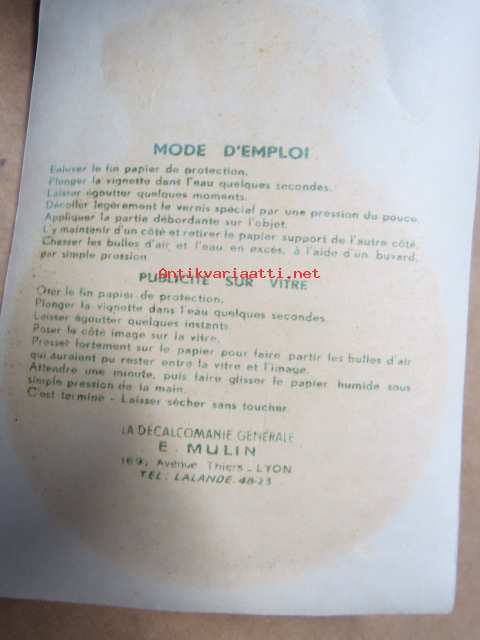 MODE D'EMPLOI
Enlever le fin papier de protection.
Plonger la vignette dans l'eau quelques secondes.
Laisser égoutter quelques moments.
Décoller légèrement le vernis spécial par une pression du pouce.
Appliquer la partie débordante sur l'objet.
L'y maintenir d'un côté et retirer le papier support de l'autre côté.
Chasser les bulles d'air et l'eau en excès, à l'aide d'un buvard,
par simple pression
Antikvariaatti.net
PUBLICITÉ SUR VITRE
Oter le fin papier de protection.
Plonger la vignette dans l'eau quelques secondes.
Laisser égoutter quelques instants.
Poser le côté image sur la vitre.
Presser fortement sur le papier pour faire partir les bulles d'air
qui auraient pu rester entre la vitre et l'image.
Attendre une minute, puis faire glisser le papier humide sous
simple pression de la main.
C'est terminé - Laisser sécher sans toucher.
LA DÉCALCOMANIE GÉNÉRALE
E. MULIN
169, Avenue Thiers - LYON
TÉL: LALANDE. 48-23